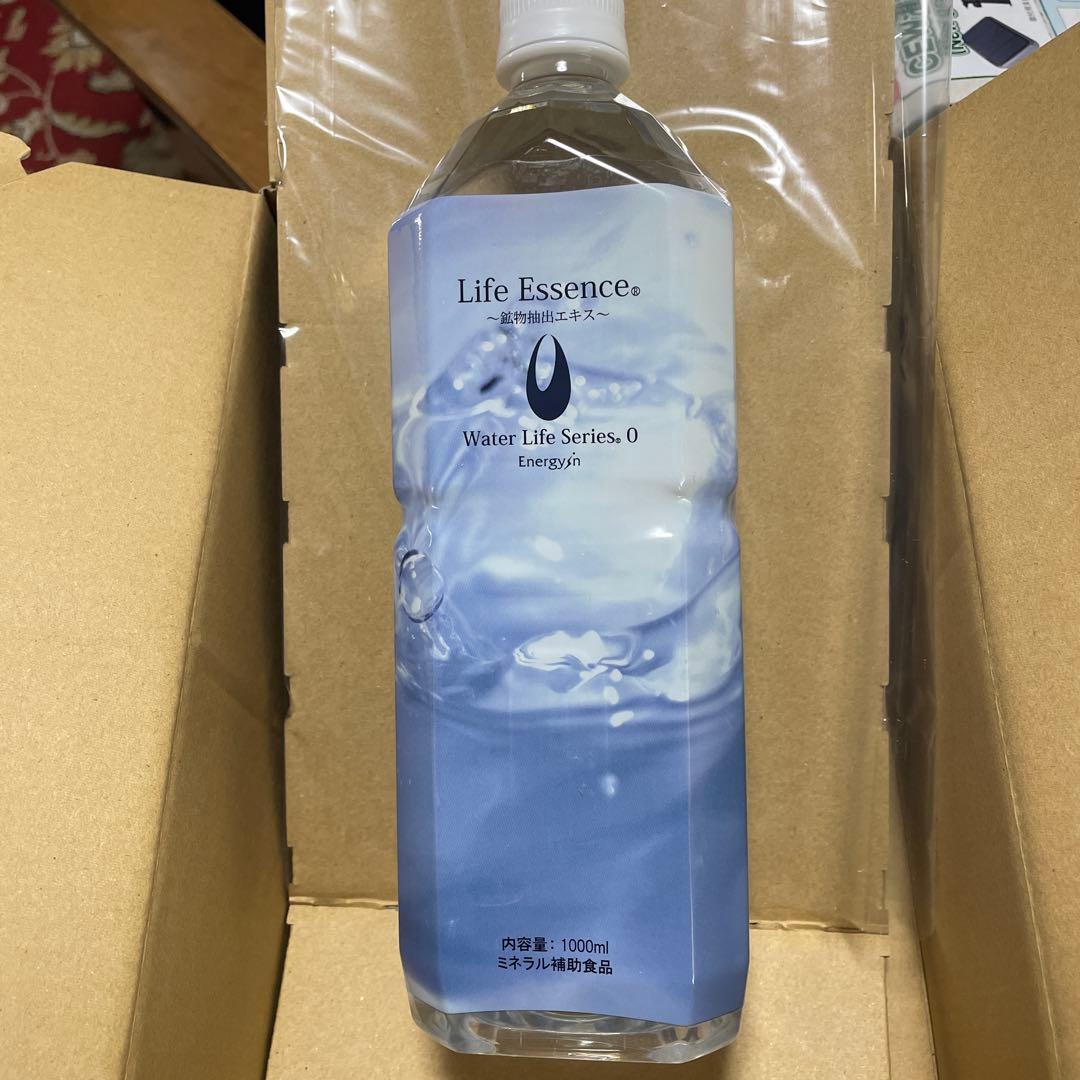 Life Essence®
～鉱物抽出エキス～
Water Life Series® 0
Energysin
内容量：1000ml
ミネラル補助食品